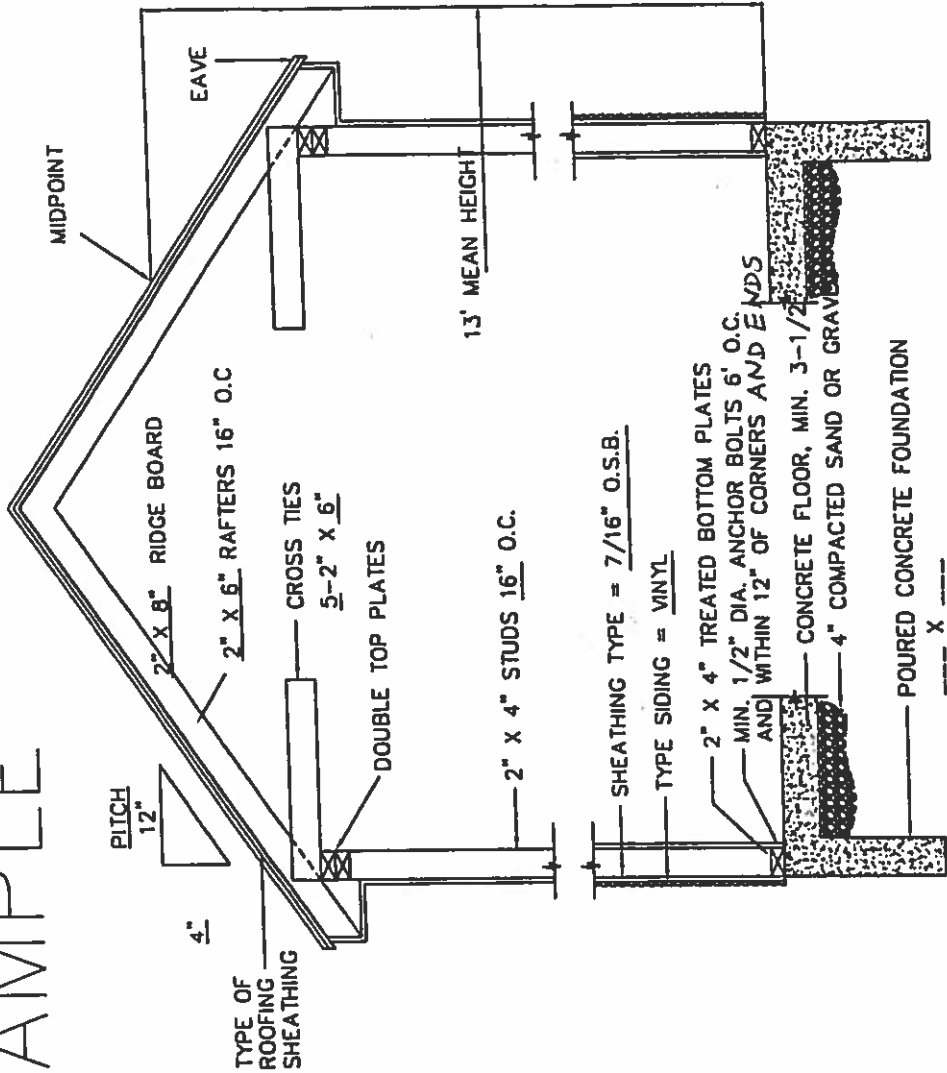 AMPLE
MIDPOINT
EAVE
PITCH
12"
4"
TYPE OF
ROOFING
SHEATHING
2" X 8" RIDGE BOARD
2" X 6" RAFTERS 16" O.C
CROSS TIES
5-2" X 6"
DOUBLE TOP PLATES
13' MEAN HEIGHT
2" X 4" STUDS 16" O.C.
SHEATHING TYPE = 7/16" O.S.B.
TYPE SIDING = VINYL
2" X 4" TREATED BOTTOM PLATES
MIN. 1/2" DIA. ANCHOR BOLTS 6' O.C.
AND WITHIN 12" OF CORNERS AND ENDS
CONCRETE FLOOR, MIN. 3-1/2
4" COMPACTED SAND OR GRAVE
POURED CONCRETE FOUNDATION
___ X ___